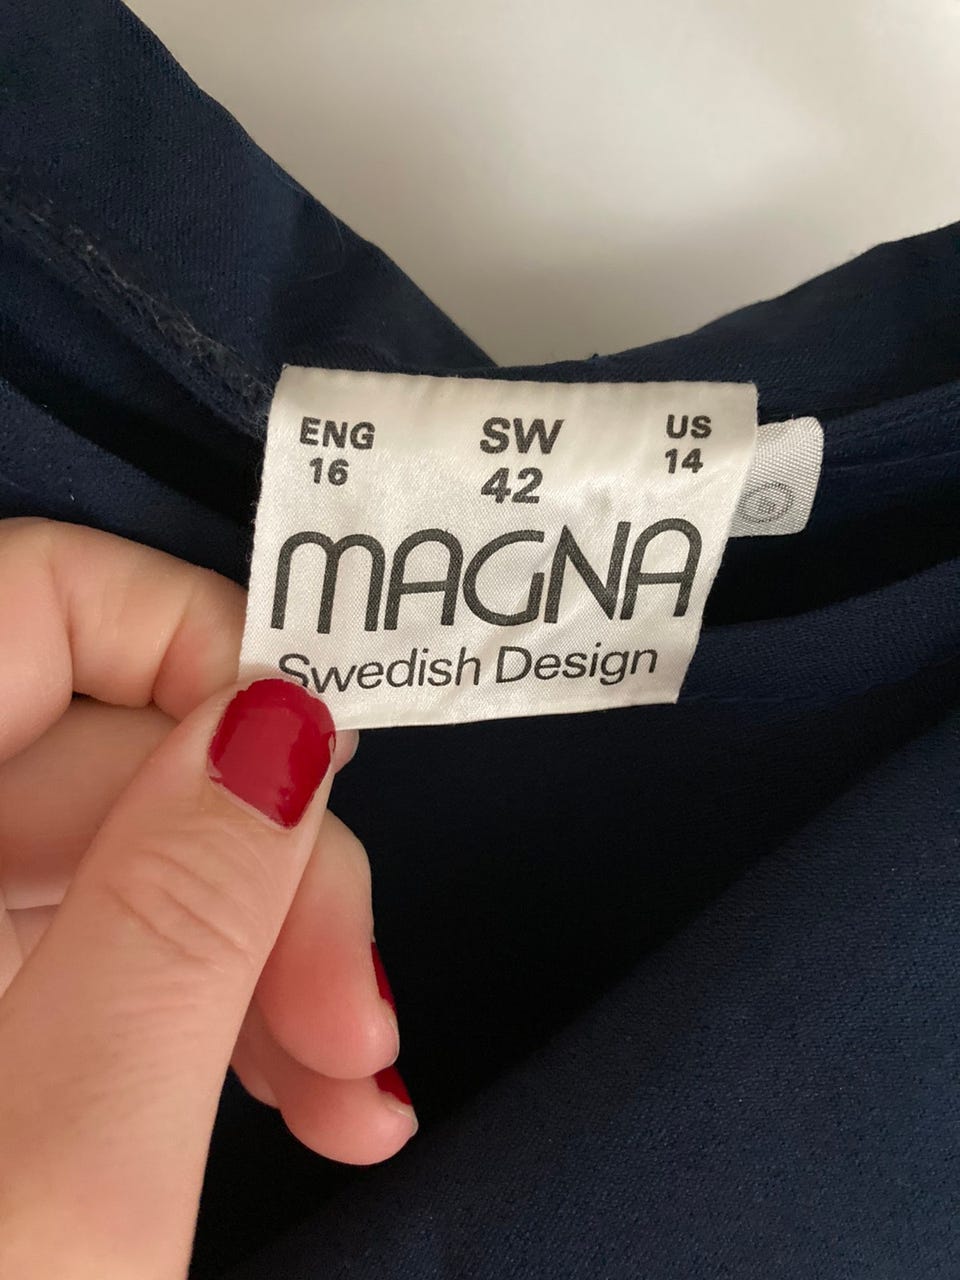 ENG SW US
16 42 14
MAGNA
Swedish Design